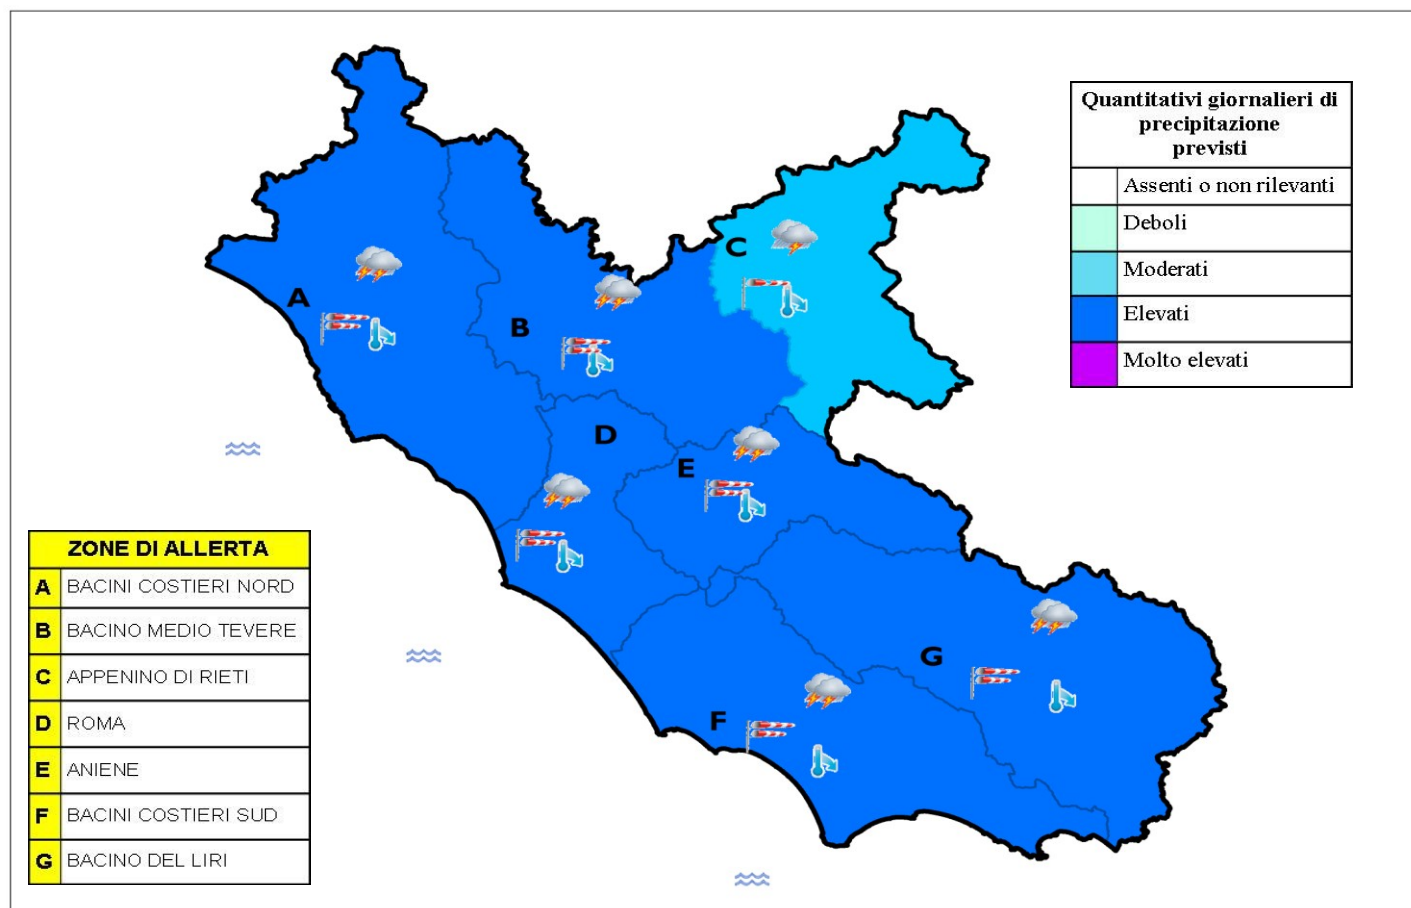 Quantitativi giornalieri di
precipitazione
previsti
Assenti o non rilevanti
Deboli
Moderati
Elevati
Molto elevati
C
A
B
D
E
G
F
ZONE DI ALLERTA
A BACINI COSTIERI NORD
B BACINO MEDIO TEVERE
C APPENINO DI RIETI
D ROMA
E ANIENE
F BACINI COSTIERI SUD
G BACINO DEL LIRI